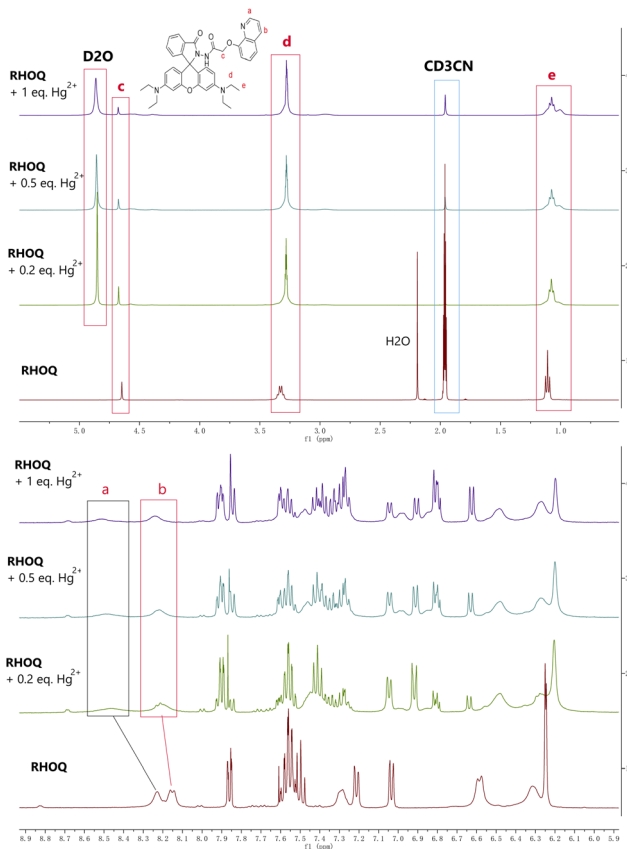 a
N
b
O
N-NH
O
O
c
d
N
O
N
e
D2O
d
CD3CN
RHOQ
+ 1 eq. Hg2+
c
e
RHOQ
+ 0.5 eq. Hg2+
RHOQ
+ 0.2 eq. Hg2+
H2O
RHOQ
5.0 4.5 4.0 3.5 3.0 2.5 2.0 1.5 1.0
f1 (ppm)
RHOQ
+ 1 eq. Hg2+
a b
RHOQ
+ 0.5 eq. Hg2+
RHOQ
+ 0.2 eq. Hg2+
RHOQ
8.9 8.8 8.7 8.6 8.5 8.4 8.3 8.2 8.1 8.0 7.9 7.8 7.7 7.6 7.5 7.4 7.3 7.2 7.1 7.0 6.9 6.8 6.7 6.6 6.5 6.4 6.3 6.2 6.1 6.0 5.9
f1 (ppm)